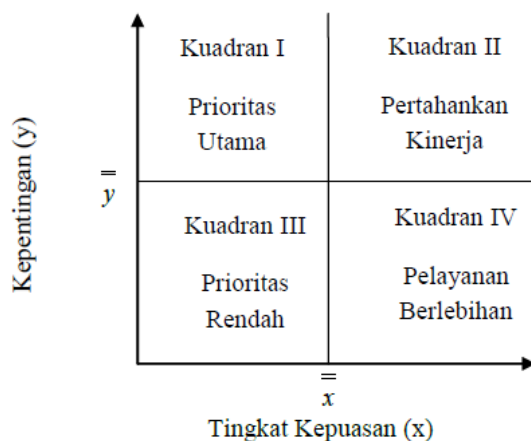 Kuadran I
Prioritas
Utama
Kuadran II
Pertahankan
Kinerja
Kepentingan (y)
y̿
Kuadran III
Prioritas
Rendah
Kuadran IV
Pelayanan
Berlebihan
x̿
Tingkat Kepuasan (x)